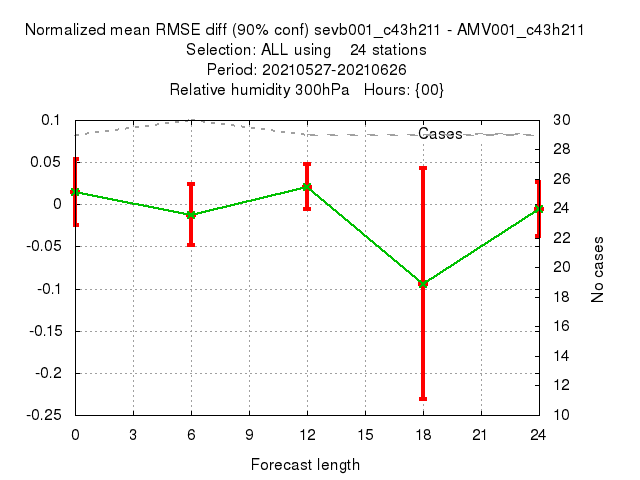 Normalized mean RMSE diff (90% conf) sevb001_c43h211 - AMV001_c43h211
Selection: ALL using    24 stations
Period: 20210527-20210626
Relative humidity 300hPa   Hours: {00}
0.1
0.05
0
-0.05
-0.1
-0.15
-0.2
-0.25
Cases
30
28
26
24
22
20
18
16
14
12
10
No cases
0 3 6 9 12 15 18 21 24
Forecast length